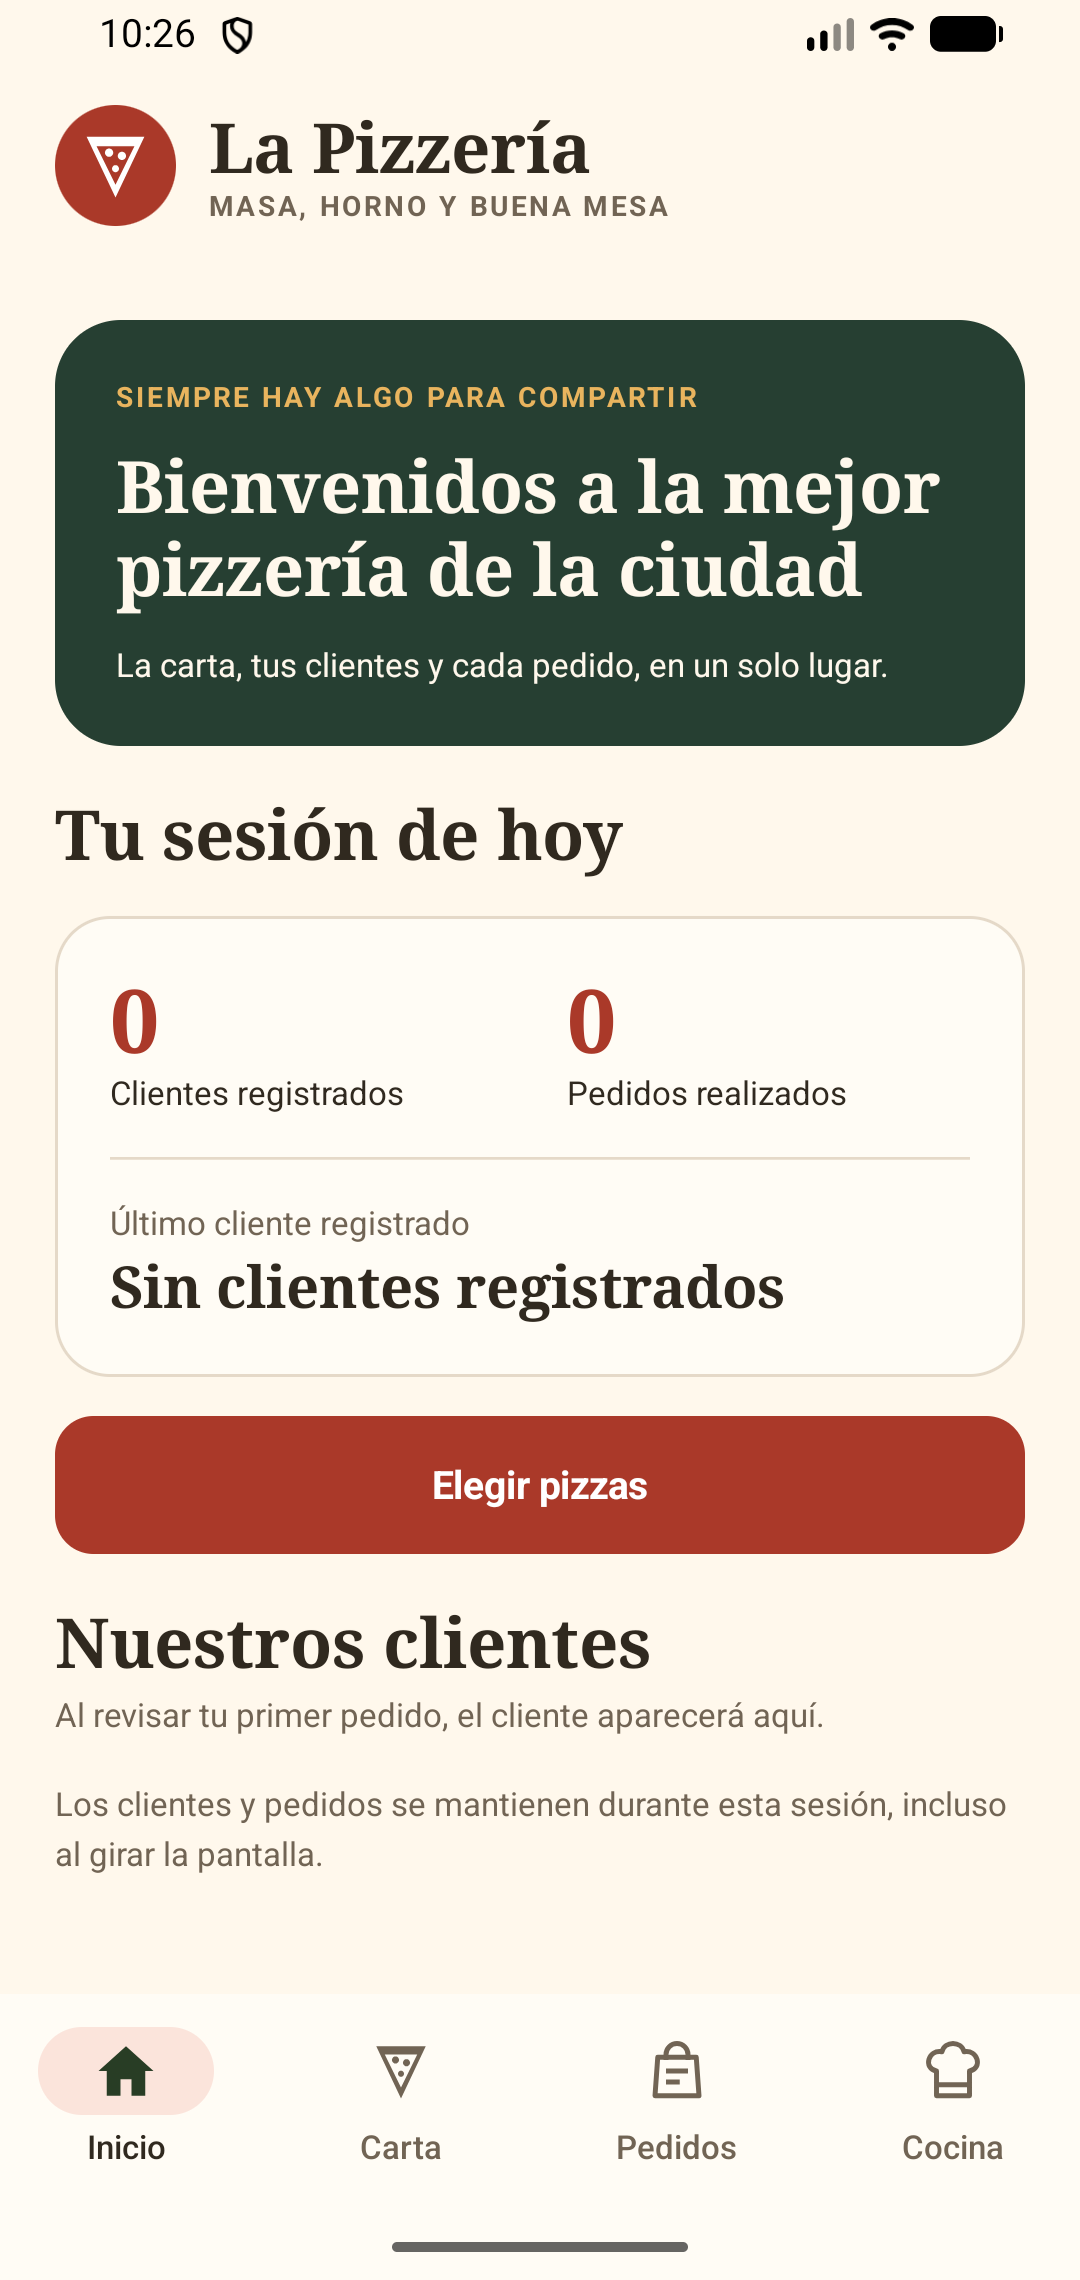 10:26
La Pizzería
MASA, HORNO Y BUENA MESA
SIEMPRE HAY ALGO PARA COMPARTIR
Bienvenidos a la mejor
pizzería de la ciudad
La carta, tus clientes y cada pedido, en un solo lugar.
Tu sesión de hoy
0 0
Clientes registrados Pedidos realizados
Último cliente registrado
Sin clientes registrados
Elegir pizzas
Nuestros clientes
Al revisar tu primer pedido, el cliente aparecerá aquí.
Los clientes y pedidos se mantienen durante esta sesión, incluso
al girar la pantalla.
Inicio Carta Pedidos Cocina